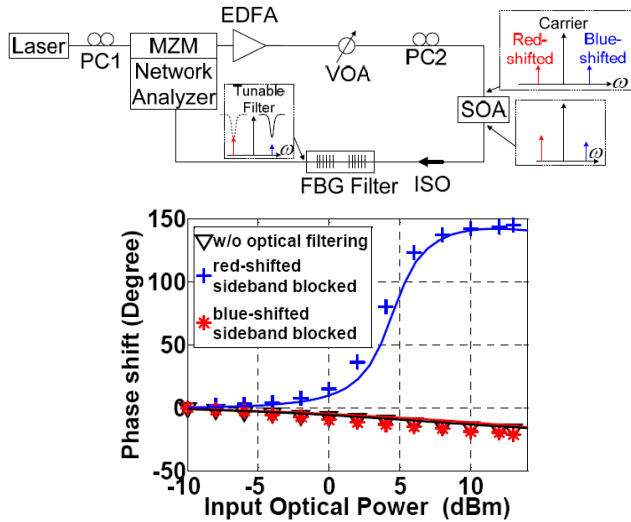 EDFA
Laser
PC1
MZM
Network
Analyzer
VOA
PC2
Carrier
Red-
shifted
Blue-
shifted
ω
SOA
Tunable
Filter
ω
ω
FBG Filter
ISO
Phase shift (Degree)
150
100
50
0
-50
w/o optical filtering
red-shifted
sideband blocked
blue-shifted
sideband blocked
-10
-5
0
5
10
Input Optical Power (dBm)